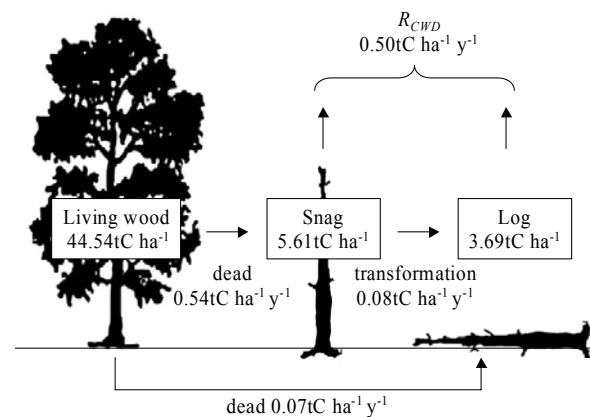 R_CWD
0.50tC ha⁻¹ y⁻¹
Living wood
44.54tC ha⁻¹
Snag
5.61tC ha⁻¹
Log
3.69tC ha⁻¹
dead
0.54tC ha⁻¹ y⁻¹
transformation
0.08tC ha⁻¹ y⁻¹
dead 0.07tC ha⁻¹ y⁻¹